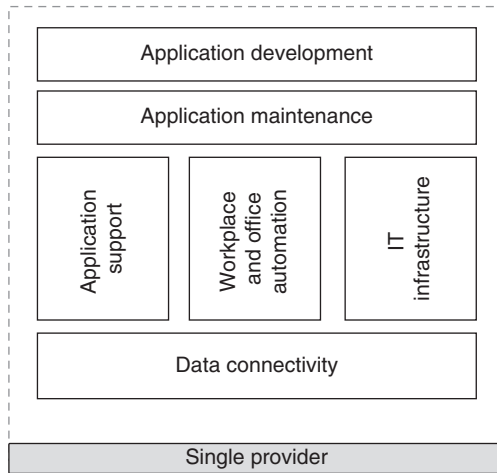 Application development
Application maintenance
Application
support
Workplace
and office
automation
IT
infrastructure
Data connectivity
Single provider